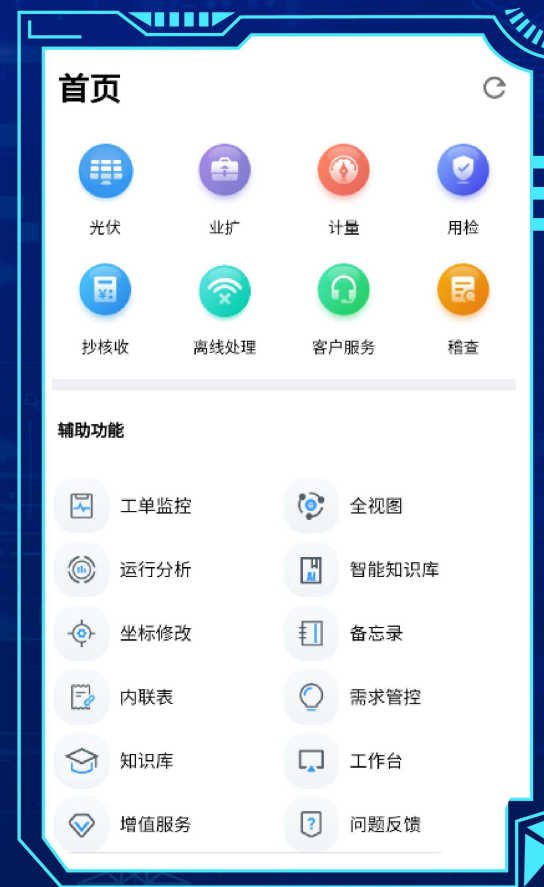 首页
光伏 业扩 计量 用检
抄核收 离线处理 客户服务 稽查
辅助功能
工单监控 全视图
运行分析 智能知识库
AI
坐标修改 备忘录
内联表 需求管控
知识库 工作台
增值服务 问题反馈